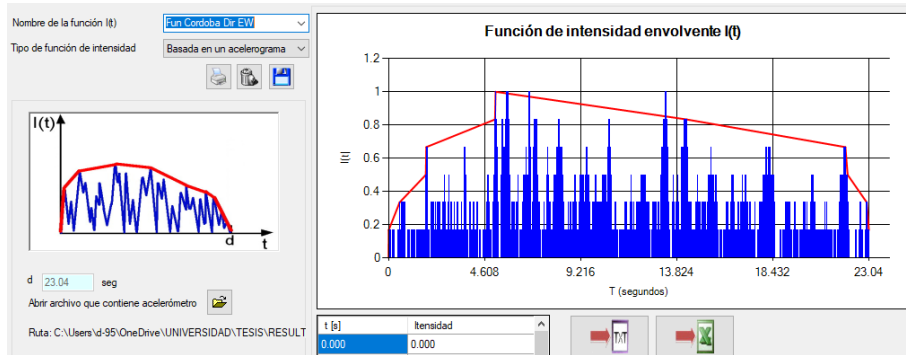 Nombre de la función I(t)
Fun Cordoba Dir EW
Tipo de función de intensidad
Basada en un acelerograma
I(t)
d
t
d
23.04
seg
Abrir archivo que contiene acelerómetro
Ruta: C:\Users\d-95\OneDrive\UNIVERSIDAD\TESIS\RESULT
Función de intensidad envolvente I(t)
1.2
1
0.8
0.6
0.4
0.2
0
I(t)
0
4.608
9.216
13.824
18.432
23.04
T (segundos)
t [s]
Itensidad
0.000
0.000
TXT
X